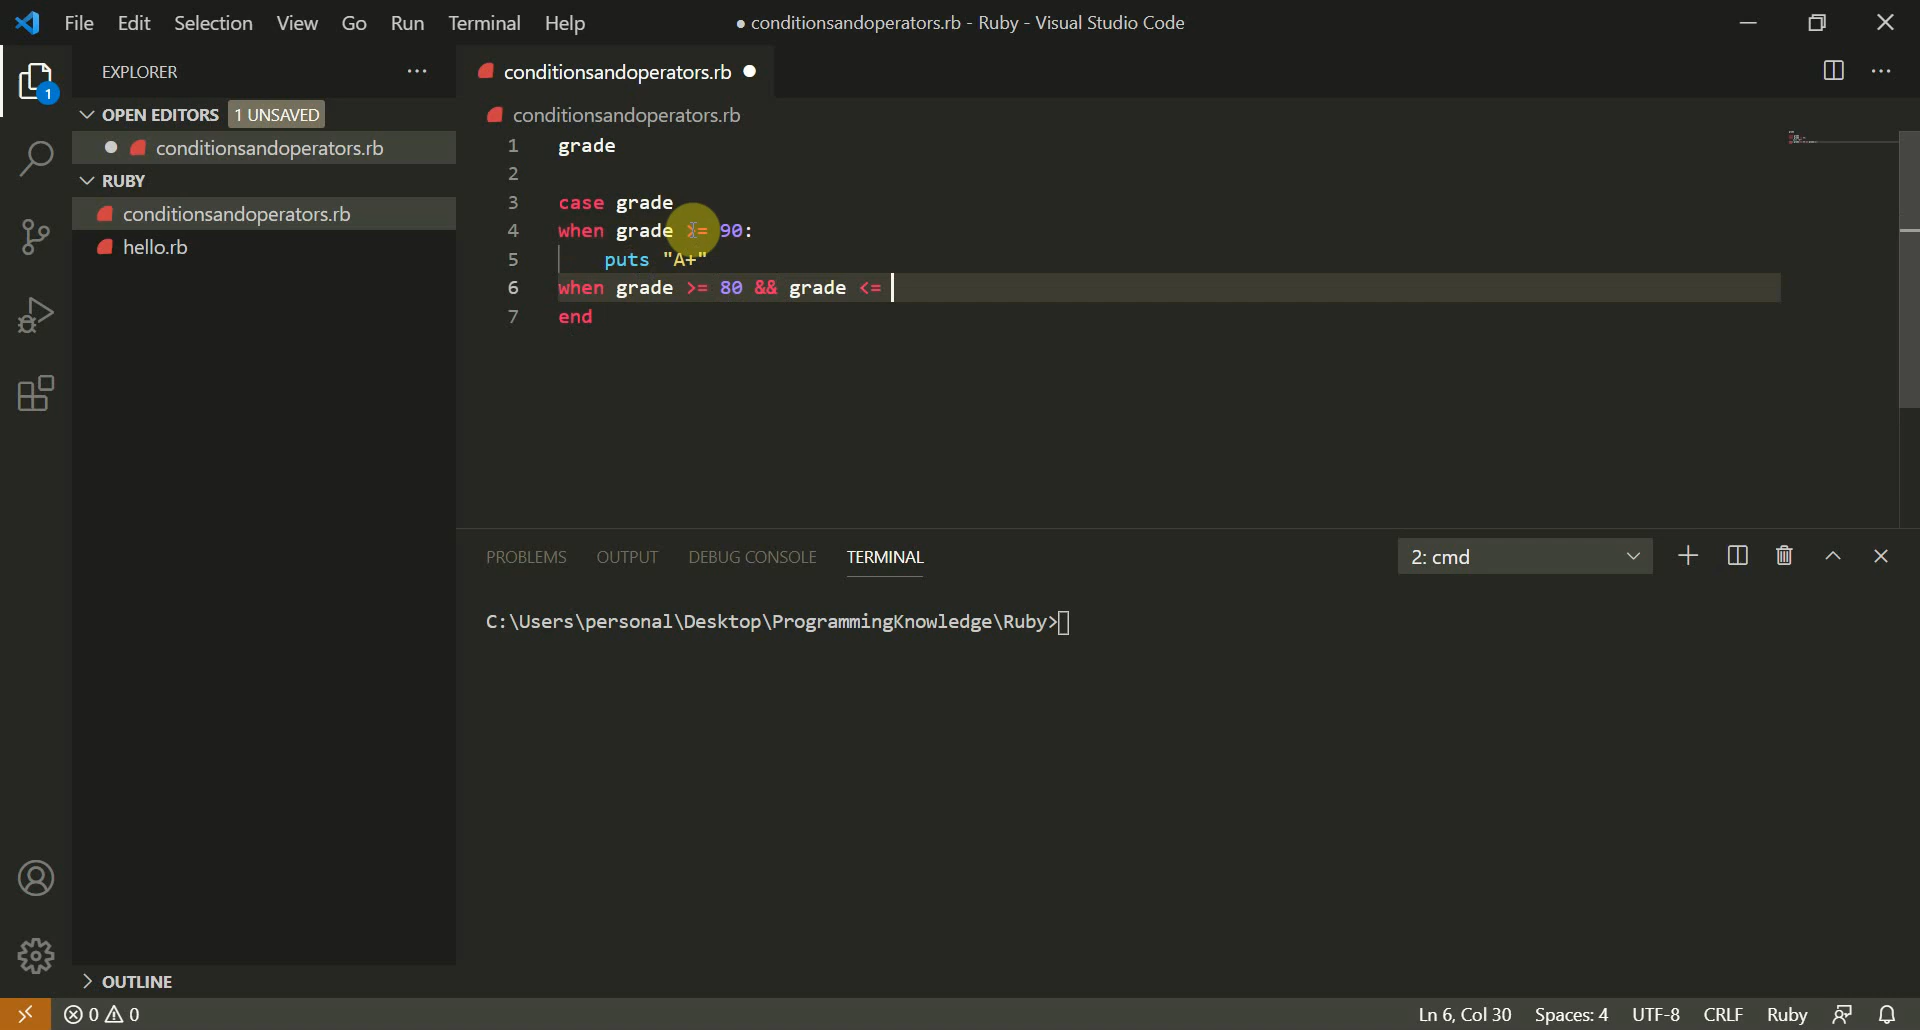 File Edit Selection View Go Run Terminal Help
● conditionsandoperators.rb - Ruby - Visual Studio Code
EXPLORER
1
OPEN EDITORS 1 UNSAVED
conditionsandoperators.rb
RUBY
conditionsandoperators.rb
hello.rb
OUTLINE
conditionsandoperators.rb
conditionsandoperators.rb
1 grade
2
3 case grade
4 when grade >= 90:
5 puts "A+"
6 when grade >= 80 && grade <=
7 end
PROBLEMS OUTPUT DEBUG CONSOLE TERMINAL
2: cmd
C:\Users\personal\Desktop\ProgrammingKnowledge\Ruby>
0 0
Ln 6, Col 30 Spaces: 4 UTF-8 CRLF Ruby